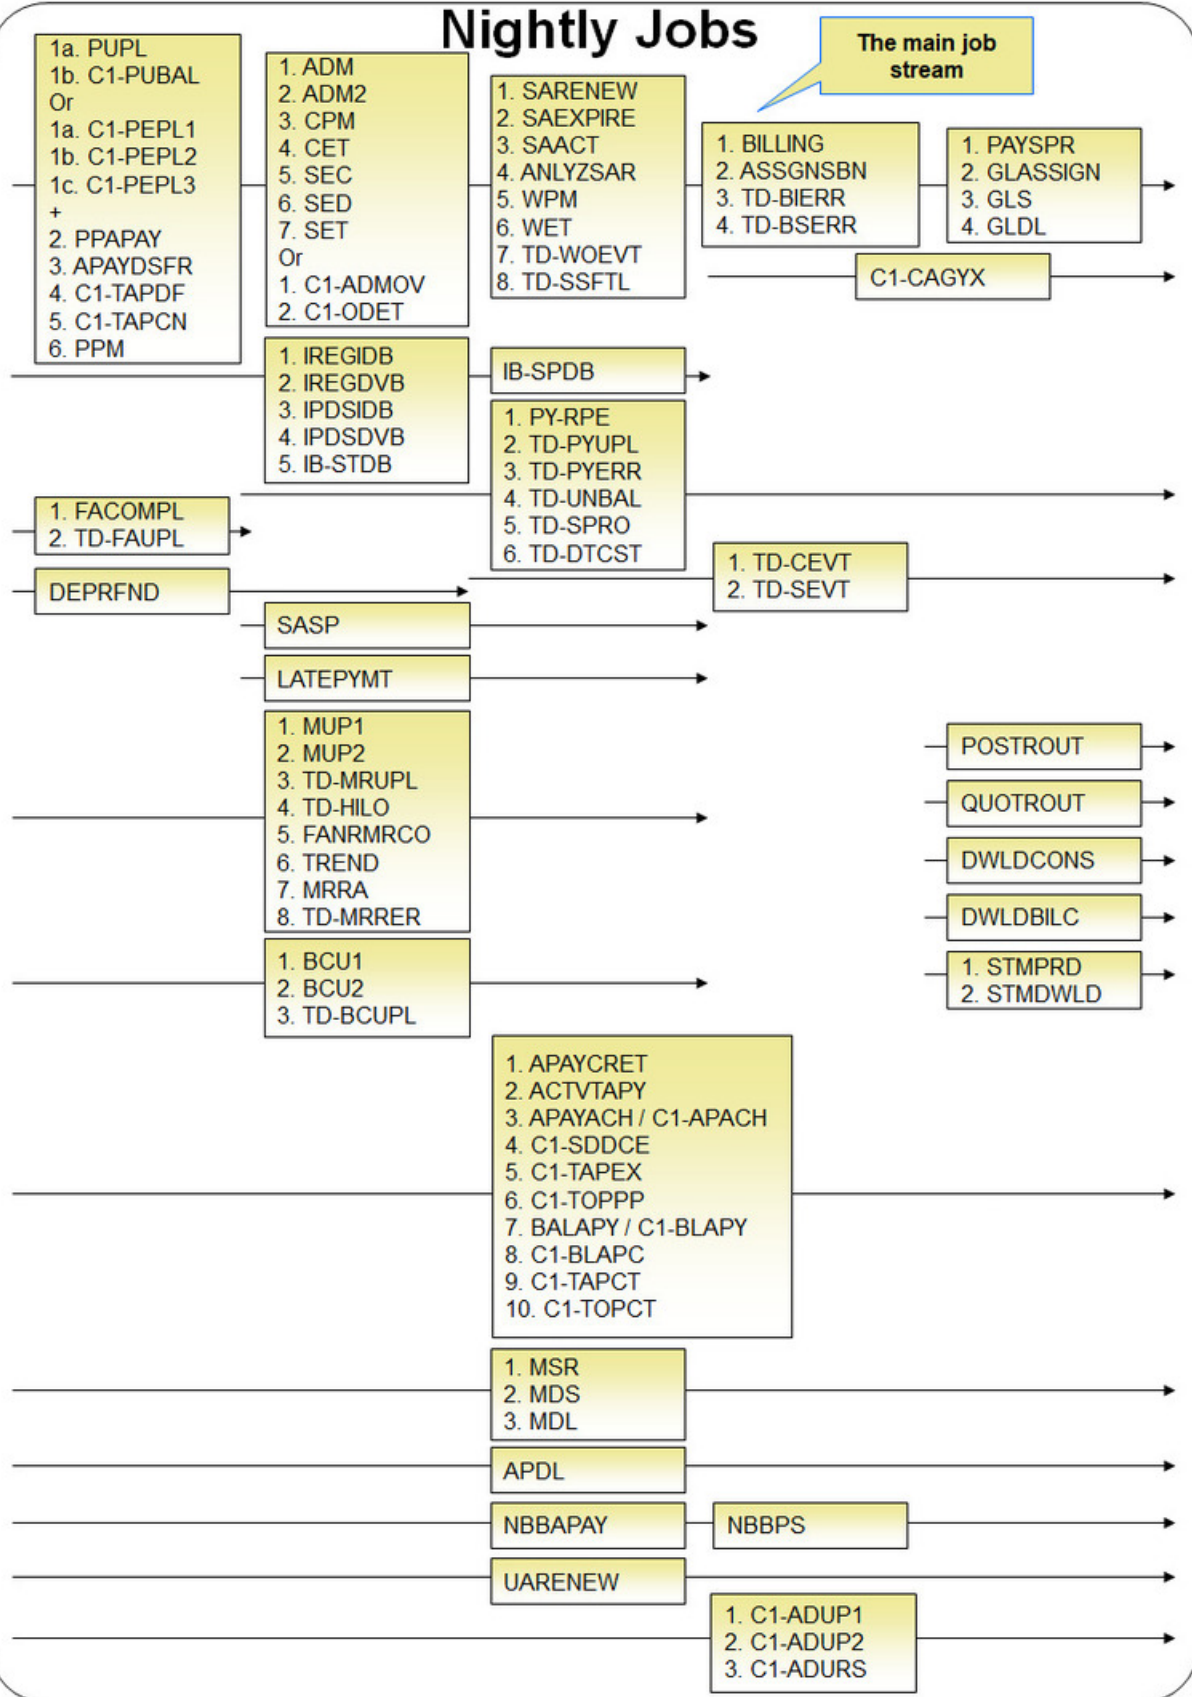 Nightly Jobs
The main job
stream
1a. PUPL
1b. C1-PUBAL
Or
1a. C1-PEPL1
1b. C1-PEPL2
1c. C1-PEPL3
+
2. PPAPAY
3. APAYDSFR
4. C1-TAPDF
5. C1-TAPCN
6. PPM
1. ADM
2. ADM2
3. CPM
4. CET
5. SEC
6. SED
7. SET
Or
1. C1-ADMOV
2. C1-ODET
1. SARENEW
2. SAEXPIRE
3. SAACT
4. ANLYZSAR
5. WPM
6. WET
7. TD-WOEVT
8. TD-SSFTL
1. BILLING
2. ASSGNSBN
3. TD-BIERR
4. TD-BSERR
1. PAYSPR
2. GLASSIGN
3. GLS
4. GLDL
C1-CAGYX
1. IREGIDB
2. IREGDVB
3. IPDSIDB
4. IPDSDVB
5. IB-STDB
IB-SPDB
1. PY-RPE
2. TD-PYUPL
3. TD-PYERR
4. TD-UNBAL
5. TD-SPRO
6. TD-DTCST
1. FACOMPL
2. TD-FAUPL
1. TD-CEVT
2. TD-SEVT
DEPRFND
SASP
LATEPYMT
1. MUP1
2. MUP2
3. TD-MRUPL
4. TD-HILO
5. FANRMRCO
6. TREND
7. MRRA
8. TD-MRRER
POSTROUT
QUOTROUT
DWLDCONS
DWLDBILC
1. STMPRD
2. STMDWLD
1. BCU1
2. BCU2
3. TD-BCUPL
1. APAYCRET
2. ACTVTAPY
3. APAYACH / C1-APACH
4. C1-SDDCE
5. C1-TAPEX
6. C1-TOPPP
7. BALAPY / C1-BLAPY
8. C1-BLAPC
9. C1-TAPCT
10. C1-TOPCT
1. MSR
2. MDS
3. MDL
APDL
NBBAPAY
NBBPS
UARENEW
1. C1-ADUP1
2. C1-ADUP2
3. C1-ADURS